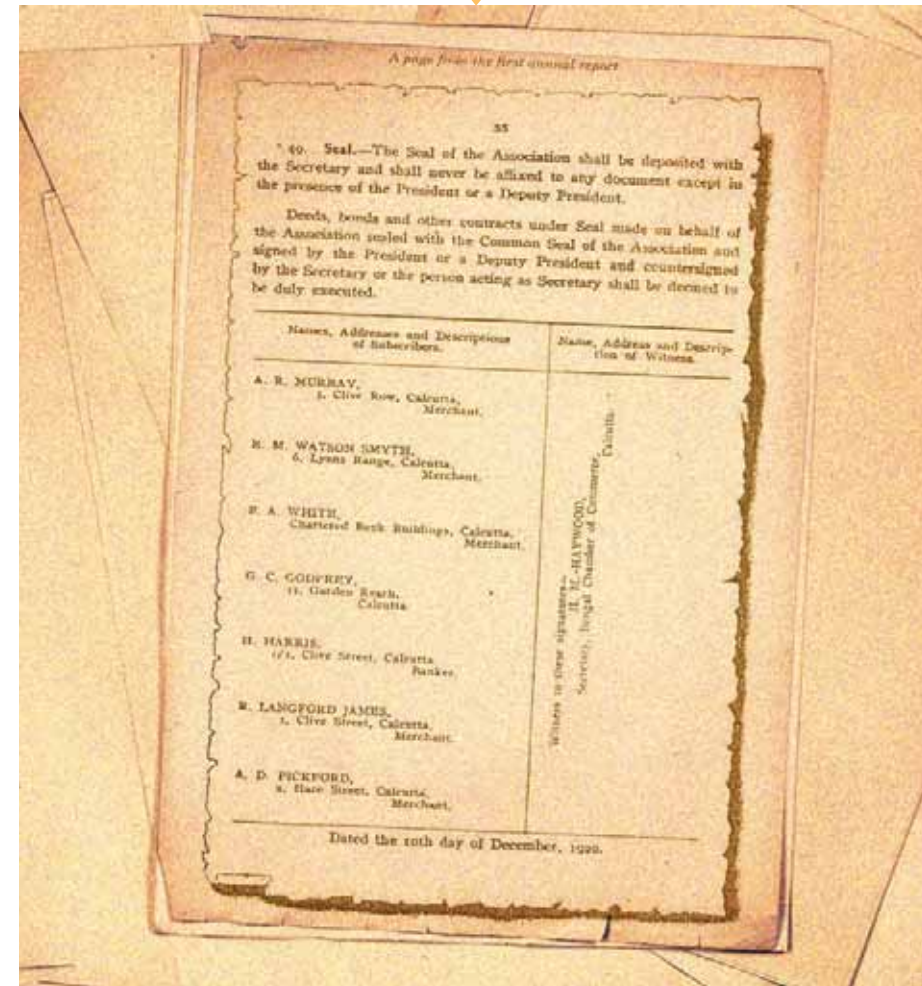 A page from the first annual report
55
49. Seal.—The Seal of the Association shall be deposited with
the Secretary and shall never be affixed to any document except in
the presence of the President or a Deputy President.
Deeds, bonds and other contracts under Seal made on behalf of
the Association sealed with the Common Seal of the Association and
signed by the President or a Deputy President and countersigned
by the Secretary or the person acting as Secretary shall be deemed to
be duly executed.
Names, Addresses and Descriptions
of Subscribers.
Name, Address and Descrip-
tion of Witness.
A. R. MURRAY,
Clive Row, Calcutta,
Merchant.
WATSON SMYTH,
6, Lyons Range, Calcutta,
Merchant.
A. WHITE,
Chartered Bank Buildings, Calcutta,
Merchant.
G. C. GODFREY,
Garden Reach,
Calcutta
H. HARRIS,
Clive Street, Calcutta
Banker.
R. LANGFORD JAMES,
Clive Street, Calcutta,
Merchant.
A. D. PICKFORD,
Hare Street, Calcutta,
Merchant.
Witness to these signatures—
H. M. HAYWOOD,
Secretary, Bengal Chamber of Commerce,
Calcutta.
Dated the 10th day of December, 1920.